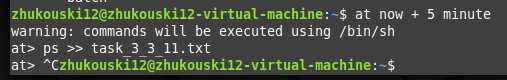 batch
zhukouski12@zhukouski12-virtual-machine:~$ at now + 5 minute
warning: commands will be executed using /bin/sh
at> ps >> task_3_3_11.txt
at> ^Czhukouski12@zhukouski12-virtual-machine:~$